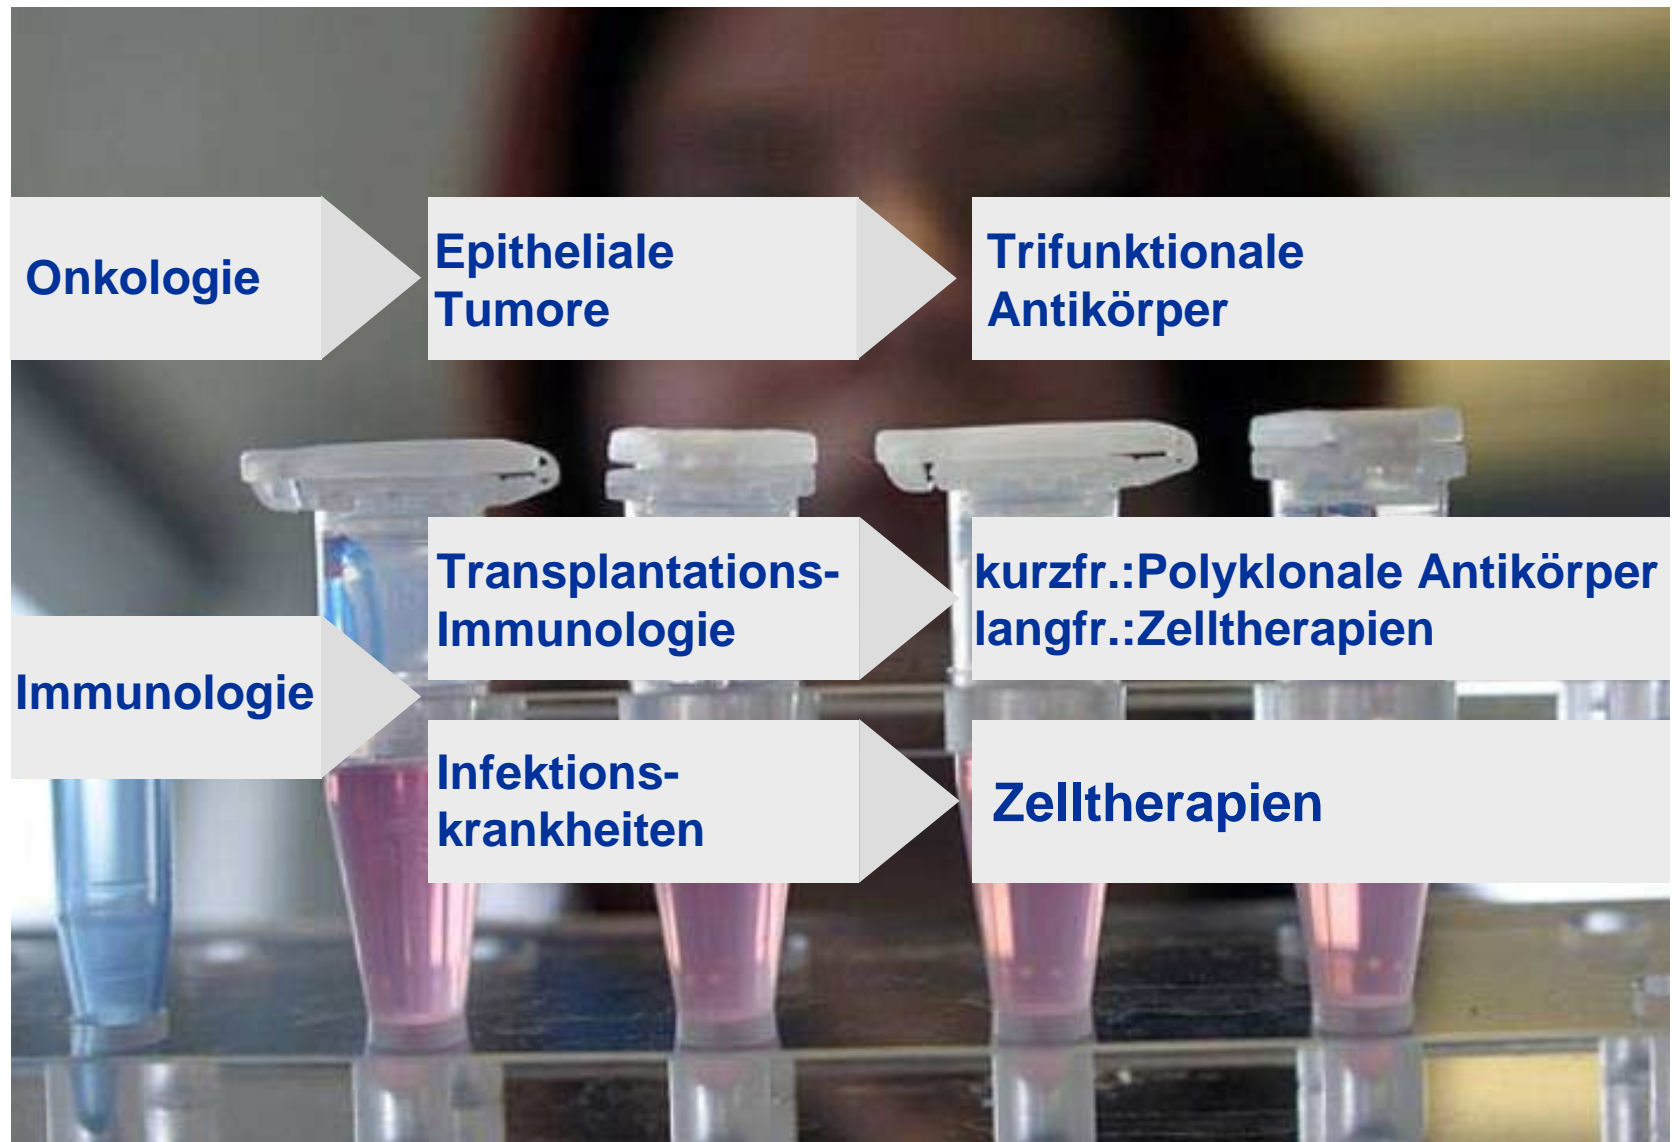 Onkologie
Epitheliale
Tumore
Trifunktionale
Antikörper
Immunologie
Transplantations-
Immunologie
kurzfr.:Polyklonale Antikörper
langfr.:Zelltherapien
Infektions-
krankheiten
Zelltherapien